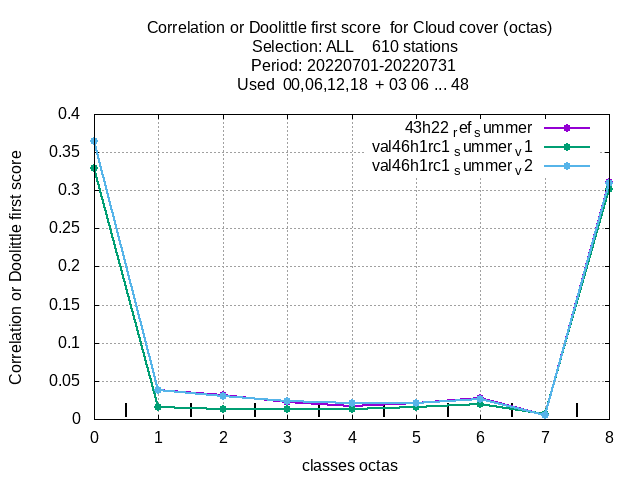 Correlation or Doolittle first score  for Cloud cover (octas)
Selection: ALL    610 stations
Period: 20220701-20220731
Used  00,06,12,18  + 03 06 ... 48
43h22 ref summer
val46h1rc1 summer v1
val46h1rc1 summer v2
Correlation or Doolittle first score
0.4
0.35
0.3
0.25
0.2
0.15
0.1
0.05
0
0 1 2 3 4 5 6 7 8
classes octas